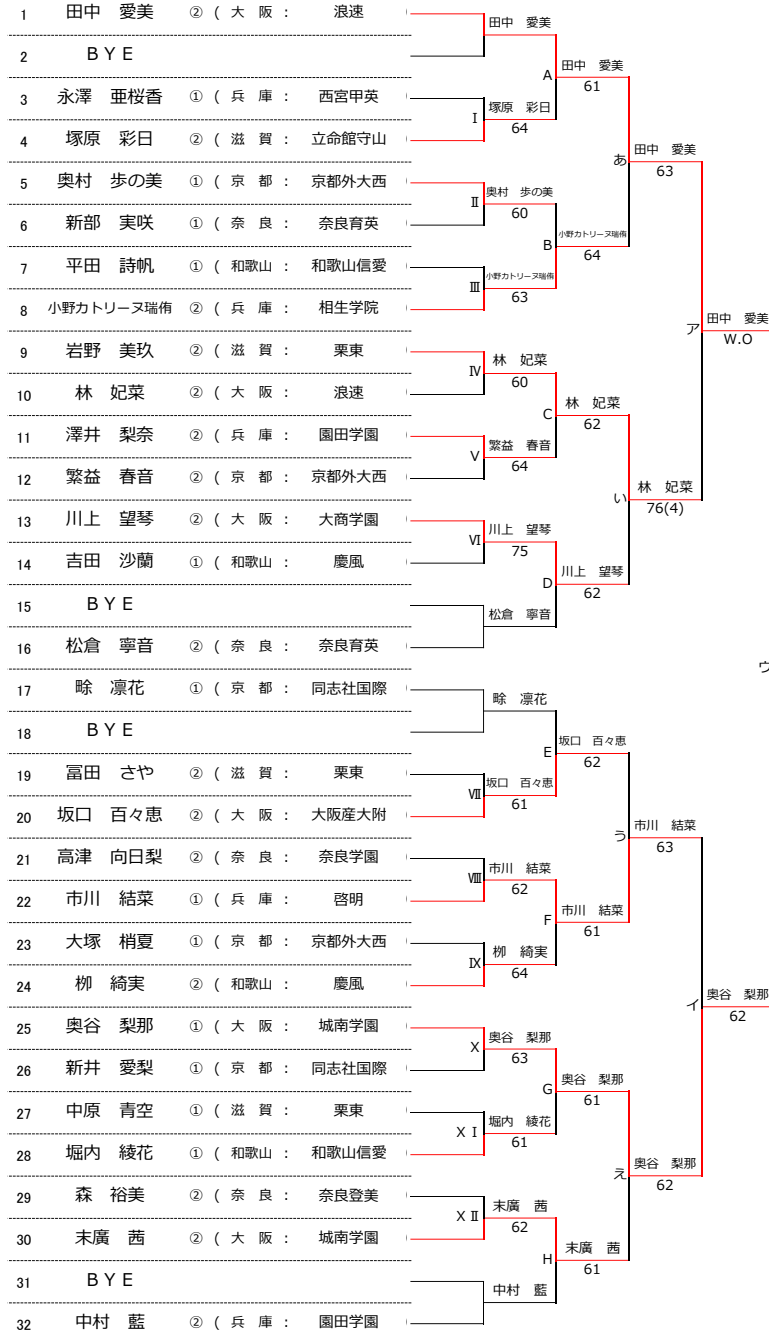 1 田中 愛美 ② ( 大 阪 : 浪速 )
2 ＢＹＥ
3 永澤 亜桜香 ① ( 兵 庫 : 西宮甲英 )
4 塚原 彩日 ② ( 滋 賀 : 立命館守山 )
5 奥村 歩の美 ① ( 京 都 : 京都外大西 )
6 新部 実咲 ① ( 奈 良 : 奈良育英 )
7 平田 詩帆 ① ( 和歌山 : 和歌山信愛 )
8 小野カトリーヌ瑞侑 ② ( 兵 庫 : 相生学院 )
9 岩野 美玖 ② ( 滋 賀 : 栗東 )
10 林 妃菜 ② ( 大 阪 : 浪速 )
11 澤井 梨奈 ② ( 兵 庫 : 園田学園 )
12 繁益 春音 ② ( 京 都 : 京都外大西 )
13 川上 望琴 ② ( 大 阪 : 大商学園 )
14 吉田 沙蘭 ① ( 和歌山 : 慶風 )
15 ＢＹＥ
16 松倉 寧音 ② ( 奈 良 : 奈良育英 )
17 畭 凛花 ① ( 京 都 : 同志社国際 )
18 ＢＹＥ
19 冨田 さや ② ( 滋 賀 : 栗東 )
20 坂口 百々恵 ② ( 大 阪 : 大阪産大附 )
21 高津 向日梨 ② ( 奈 良 : 奈良学園 )
22 市川 結菜 ① ( 兵 庫 : 啓明 )
23 大塚 梢夏 ① ( 京 都 : 京都外大西 )
24 栁 綺実 ② ( 和歌山 : 慶風 )
25 奥谷 梨那 ① ( 大 阪 : 城南学園 )
26 新井 愛梨 ① ( 京 都 : 同志社国際 )
27 中原 青空 ① ( 滋 賀 : 栗東 )
28 堀内 綾花 ① ( 和歌山 : 和歌山信愛 )
29 森 裕美 ② ( 奈 良 : 奈良登美 )
30 末廣 茜 ② ( 大 阪 : 城南学園 )
31 ＢＹＥ
32 中村 藍 ② ( 兵 庫 : 園田学園 )
田中 愛美
Ⅰ 塚原 彩日
64
Ⅱ 奥村 歩の美
60
Ⅲ 小野カトリーヌ瑞侑
63
Ⅳ 林 妃菜
60
Ⅴ 繁益 春音
64
Ⅵ 川上 望琴
75
松倉 寧音
畭 凛花
Ⅶ 坂口 百々恵
61
Ⅷ 市川 結菜
62
Ⅸ 栁 綺実
64
Ⅹ 奥谷 梨那
63
ⅩⅠ 堀内 綾花
61
ⅩⅡ 末廣 茜
62
中村 藍
A 田中 愛美
61
B 小野カトリーヌ瑞侑
64
C 林 妃菜
62
D 川上 望琴
62
E 坂口 百々恵
62
F 市川 結菜
61
G 奥谷 梨那
61
H 末廣 茜
61
あ 田中 愛美
63
い 林 妃菜
76(4)
う 市川 結菜
63
え 奥谷 梨那
62
ア 田中 愛美
W.O
イ 奥谷 梨那
62
ウ